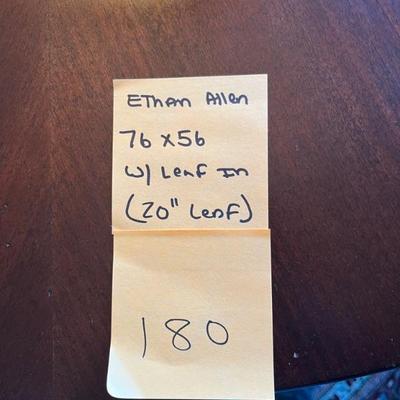 Ethan Allen
76 x 56
w/ Leaf In
(20" Leaf)
180